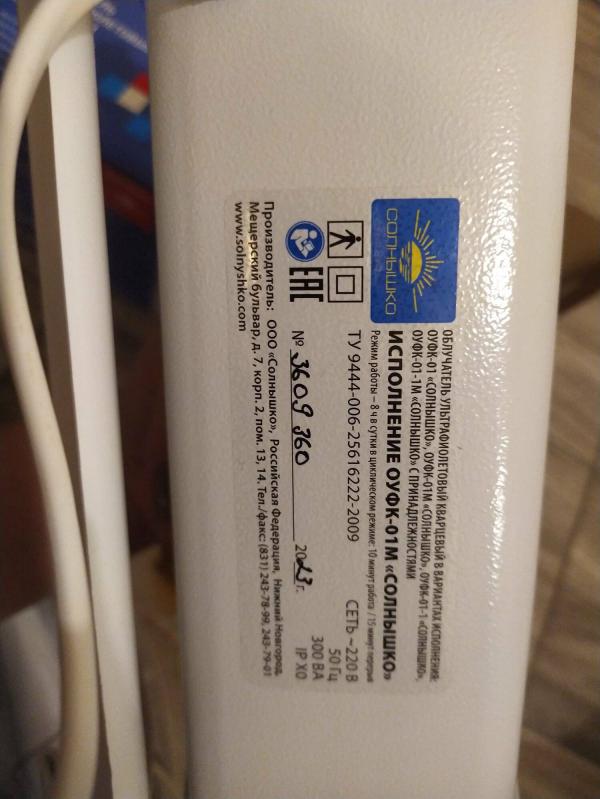 СОЛНЫШКО
ОБЛУЧАТЕЛЬ УЛЬТРАФИОЛЕТОВЫЙ КВАРЦЕВЫЙ В ВАРИАНТАХ ИСПОЛНЕНИЯ:
ОУФК-01 «СОЛНЫШКО», ОУФК-01М «СОЛНЫШКО», ОУФК-01-1 «СОЛНЫШКО»,
ОУФК-01-1М «СОЛНЫШКО» С ПРИНАДЛЕЖНОСТЯМИ
ИСПОЛНЕНИЕ ОУФК-01М «СОЛНЫШКО»
Режим работы – 8 ч в сутки в циклическом режиме: 10 минут работа / 15 минут перерыв
ТУ 9444-006-25616222-2009
СЕТЬ ~220 В
50 Гц
300 ВА
IP X0
EAC
№ 3609 360 2023 г.
Производитель: ООО «Солнышко», Российская Федерация, Нижний Новгород,
Мещерский бульвар, д. 7, корп. 2, пом. 13, 14. Тел./факс: (831) 243-78-99, 243-79-01
www.solnyshko.com